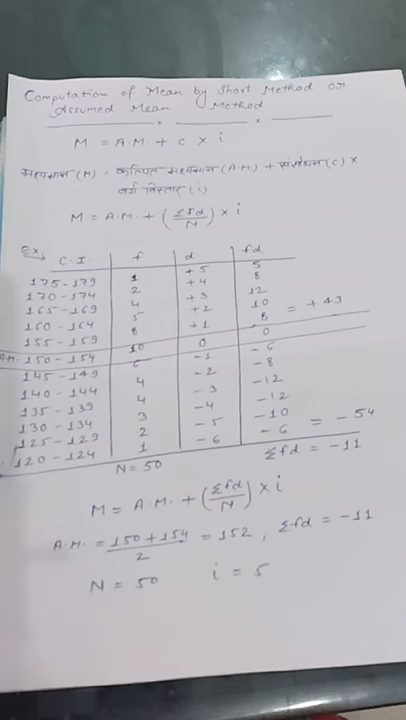 Computation of Mean by Short Method or
Assumed Mean Method
M = A.M. + C × i
मध्यमान (M) = कल्पित मध्यमान (A.M.) + संशोधन (C) ×
वर्ग विस्तार (i)
M = A.M. + (Σfd/N) × i
Ex. C.I. f d fd
175-179 1 +5 5
170-174 2 +4 8
165-169 4 +3 12
160-164 5 +2 10 = +43
155-159 8 +1 8
A.M. 150-154 10 0 0
145-149 6 -1 -6
140-144 4 -2 -8
135-139 4 -3 -12
130-134 3 -4 -12
125-129 2 -5 -10 = -54
120-124 1 -6 -6
N = 50 Σfd = -11
M = A.M. + (Σfd/N) × i
A.M. = 150+154/2 = 152, Σfd = -11
N = 50 i = 5